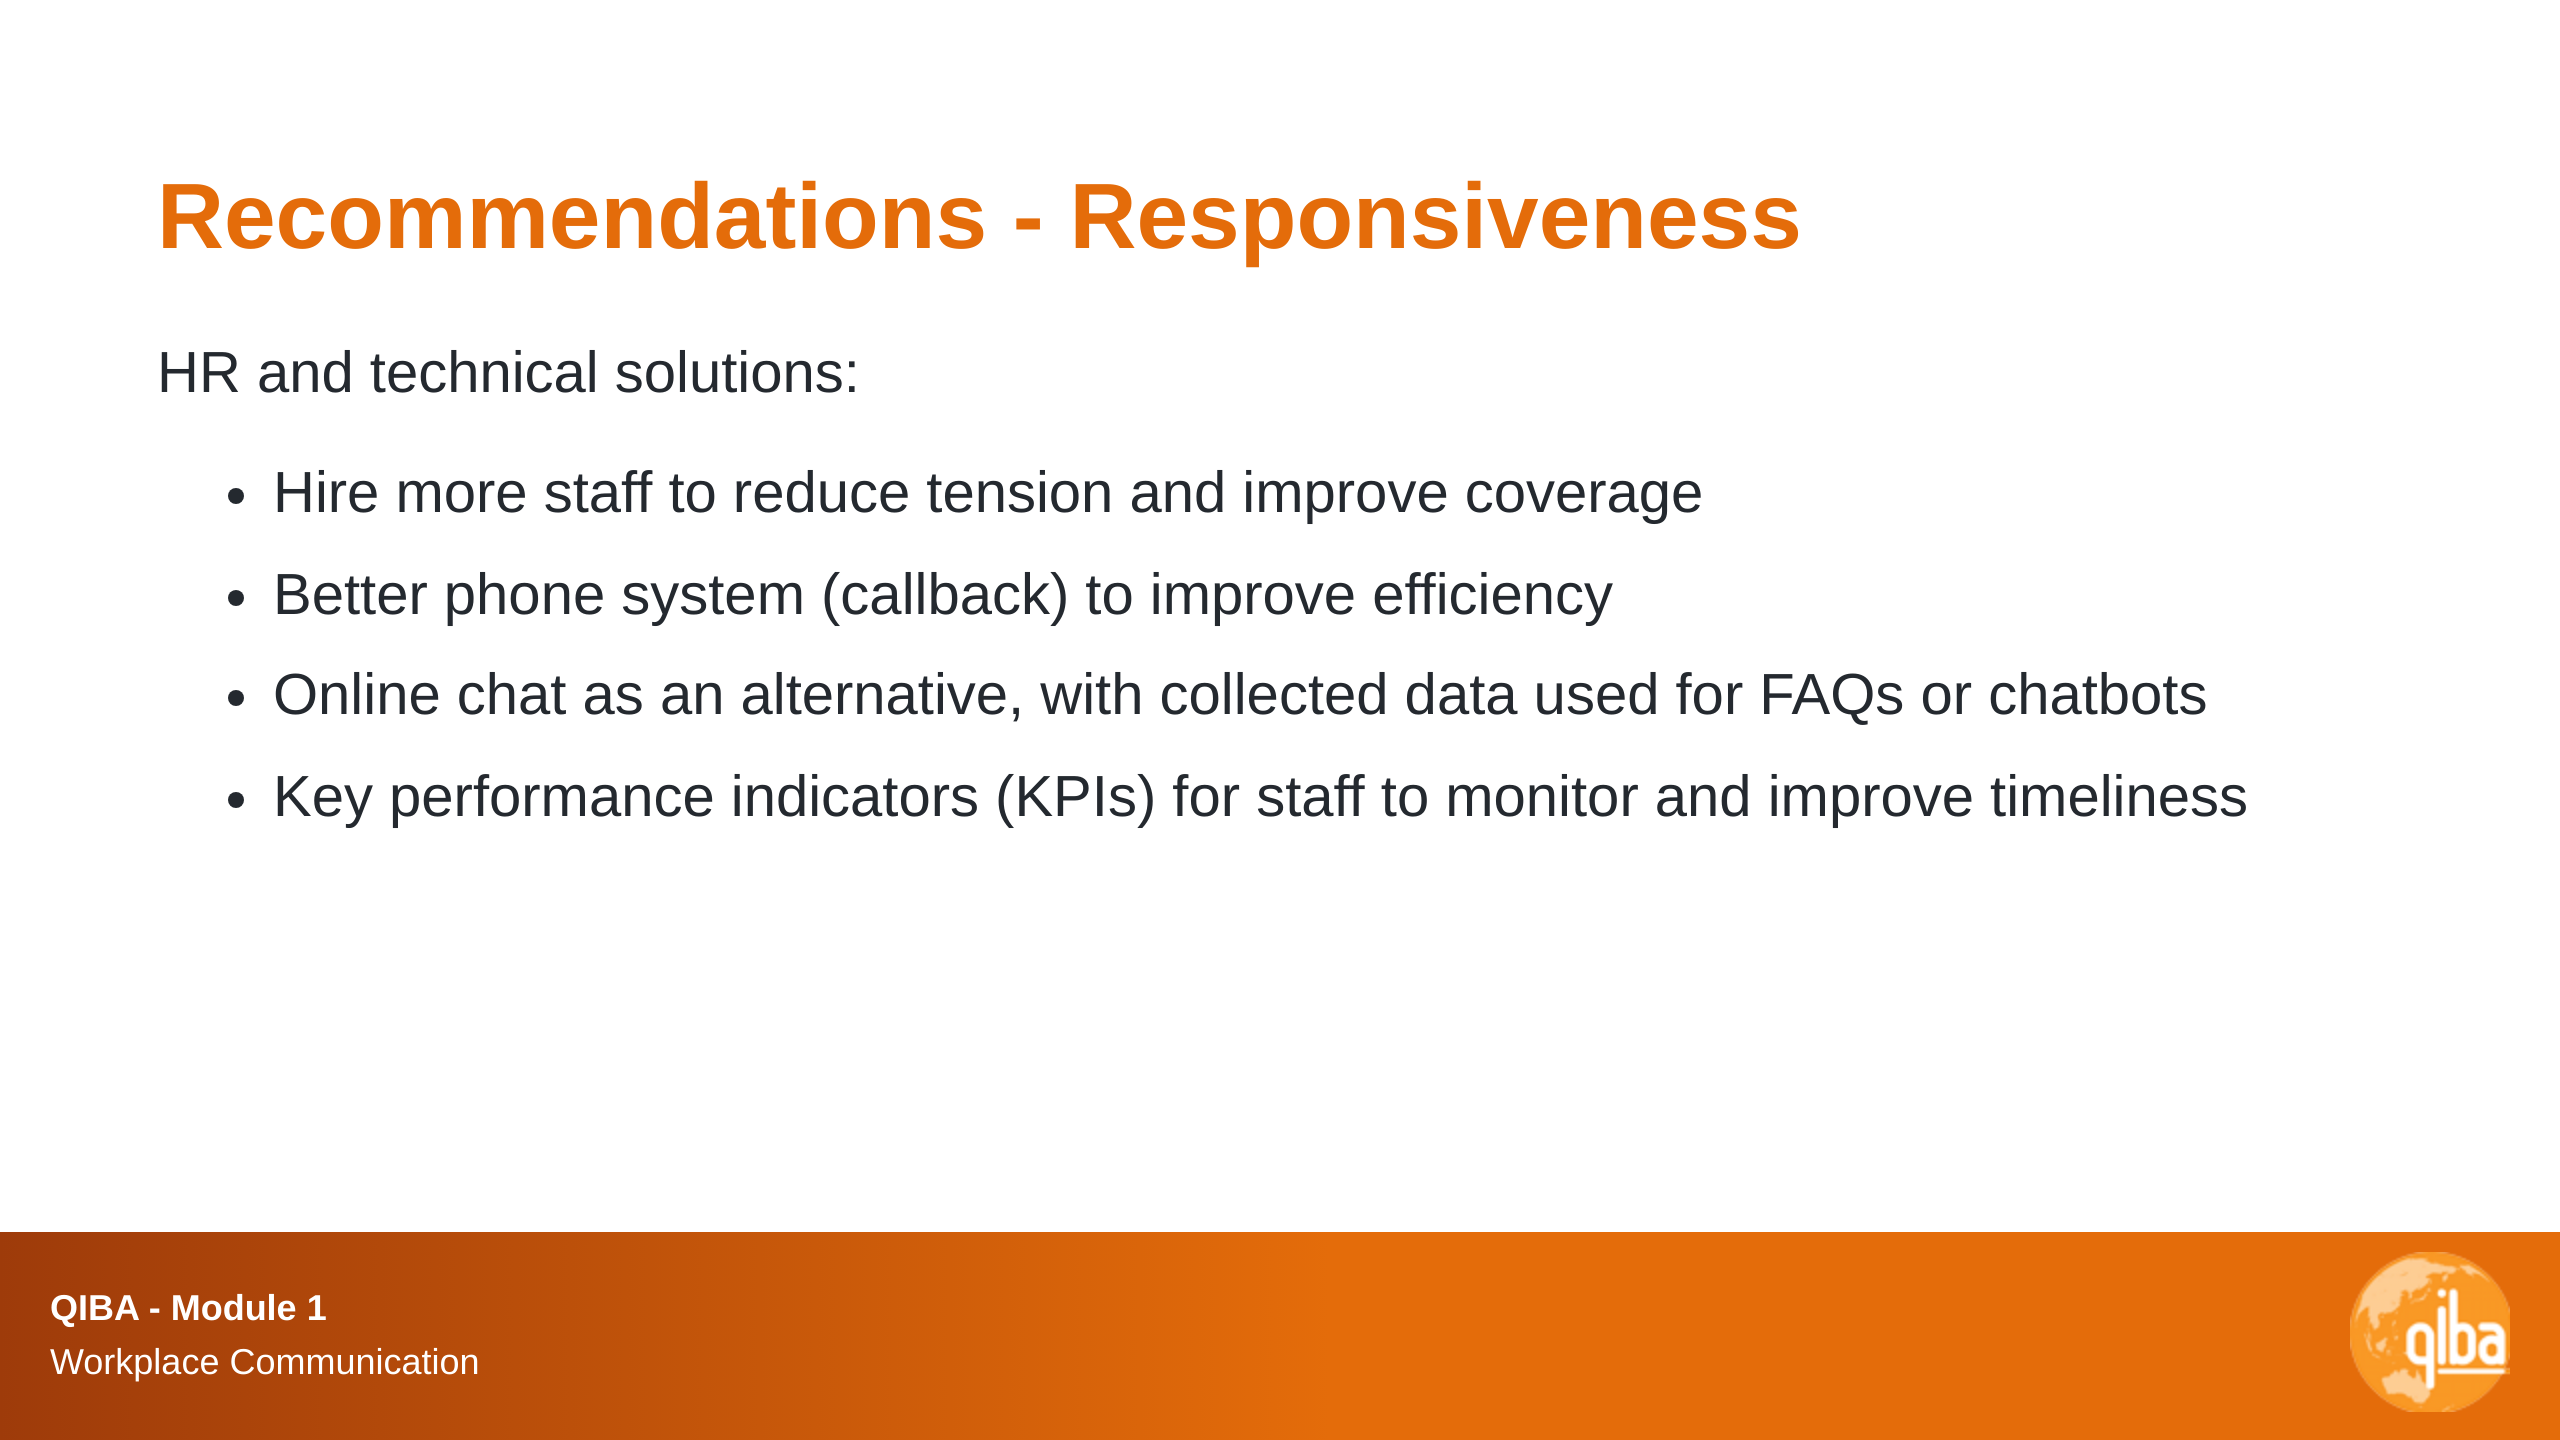 Recommendations - Responsiveness
HR and technical solutions:
• Hire more staff to reduce tension and improve coverage
• Better phone system (callback) to improve efficiency
• Online chat as an alternative, with collected data used for FAQs or chatbots
• Key performance indicators (KPIs) for staff to monitor and improve timeliness
QIBA - Module 1
Workplace Communication
qiba